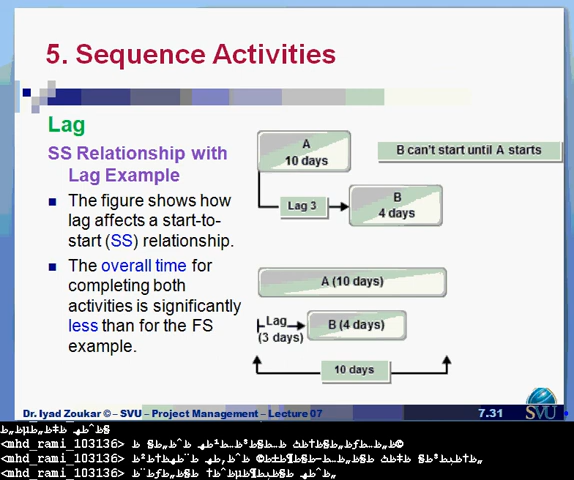 5. Sequence Activities
Lag
SS Relationship with
Lag Example
The figure shows how
lag affects a start-to-
start (SS) relationship.
The overall time for
completing both
activities is significantly
less than for the FS
example.
A
10 days
B can't start until A starts
Lag 3
B
4 days
A (10 days)
Lag
(3 days)
B (4 days)
10 days
Dr. Iyad Zoukar © – SVU – Project Management – Lecture 07
7.31
SVU
<mhd_rami_103136>
<mhd_rami_103136>
<mhd_rami_103136>